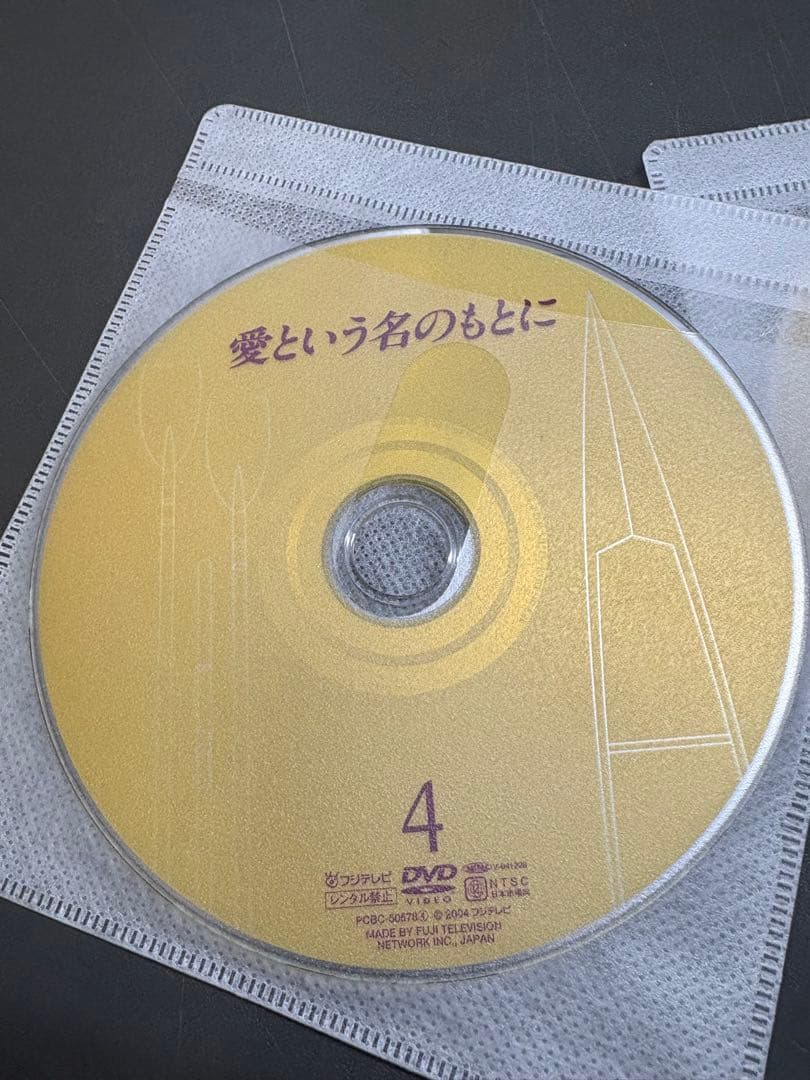 愛という名のもとに
4
フジテレビ
レンタル禁止
DVD
VIDEO
NTSC
日本市場向
PCBC-50578④ © 2004 フジテレビ
MADE BY FUJI TELEVISION
NETWORK INC., JAPAN